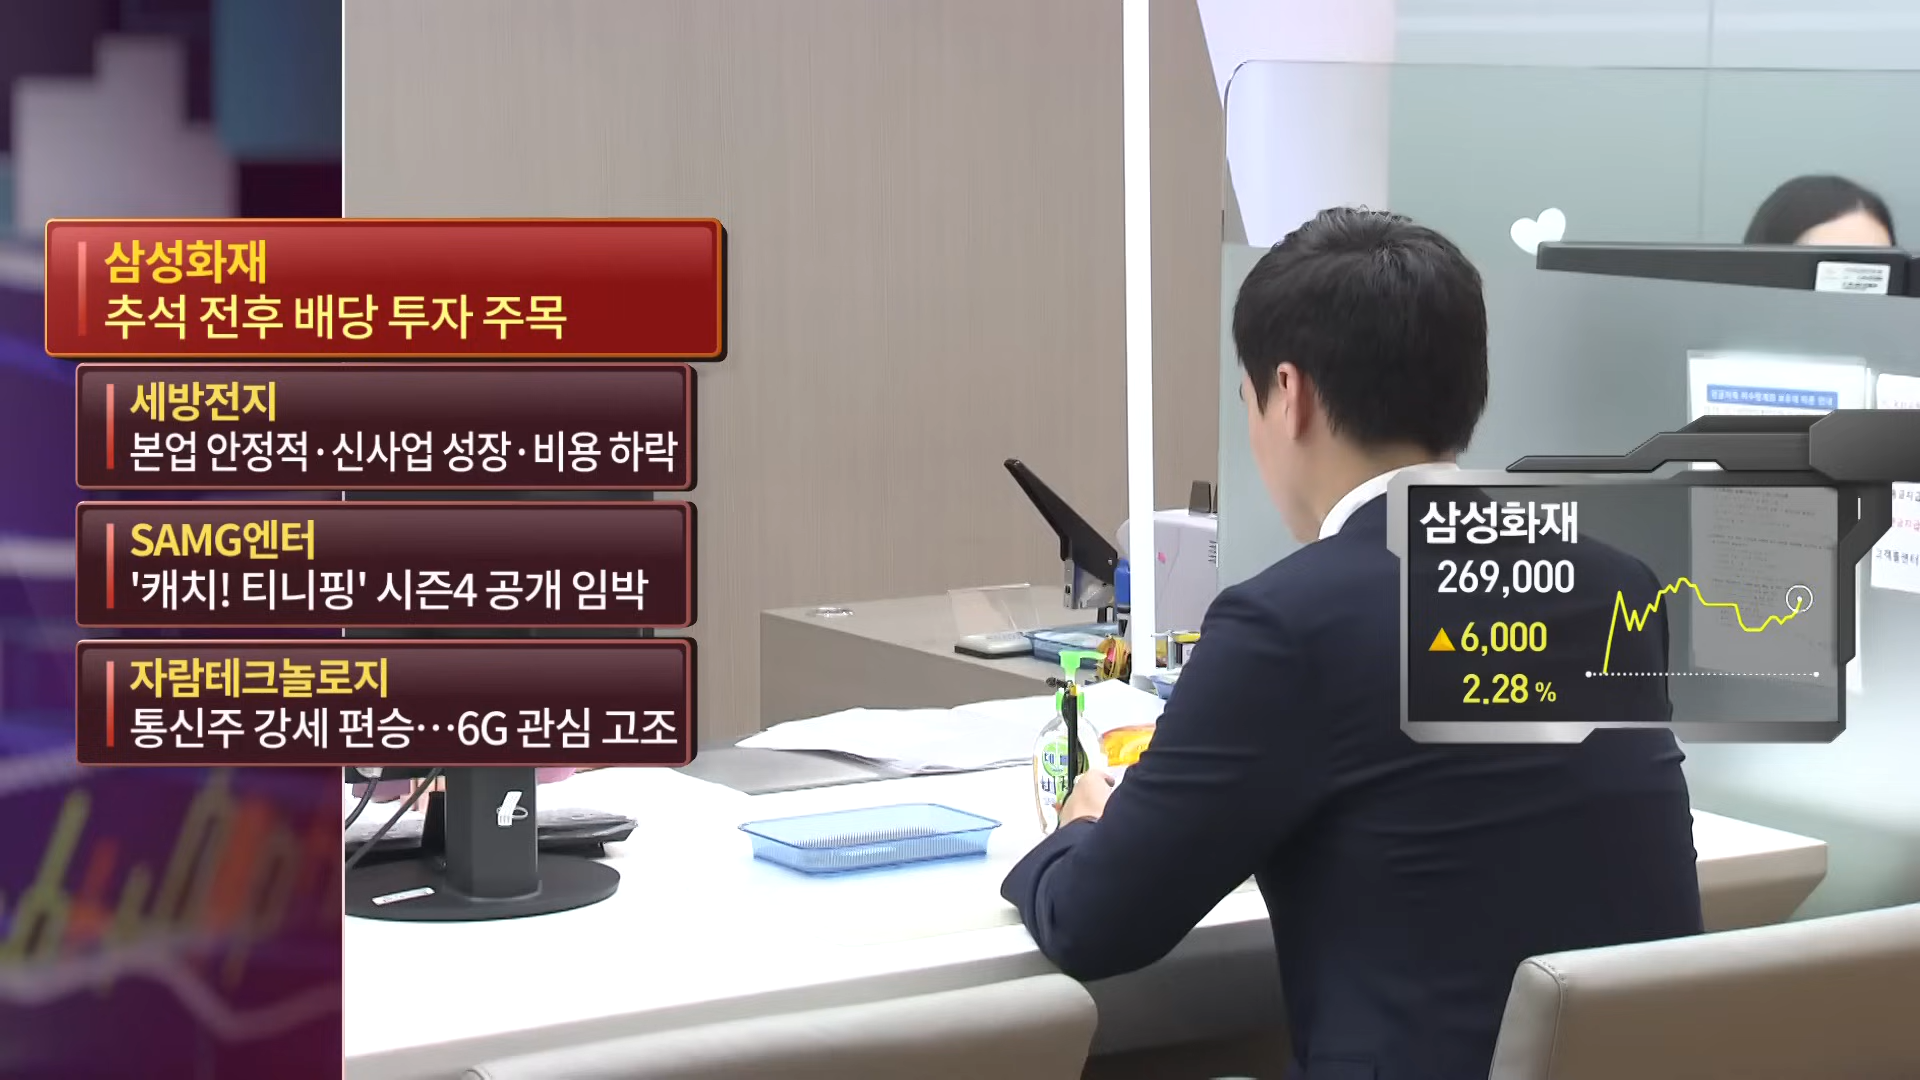 삼성화재
추석 전후 배당 투자 주목
세방전지
본업 안정적·신사업 성장·비용 하락
SAMG엔터
'캐치! 티니핑' 시즌4 공개 임박
자람테크놀로지
통신주 강세 편승…6G 관심 고조
삼성화재
269,000
▲6,000
2.28 %